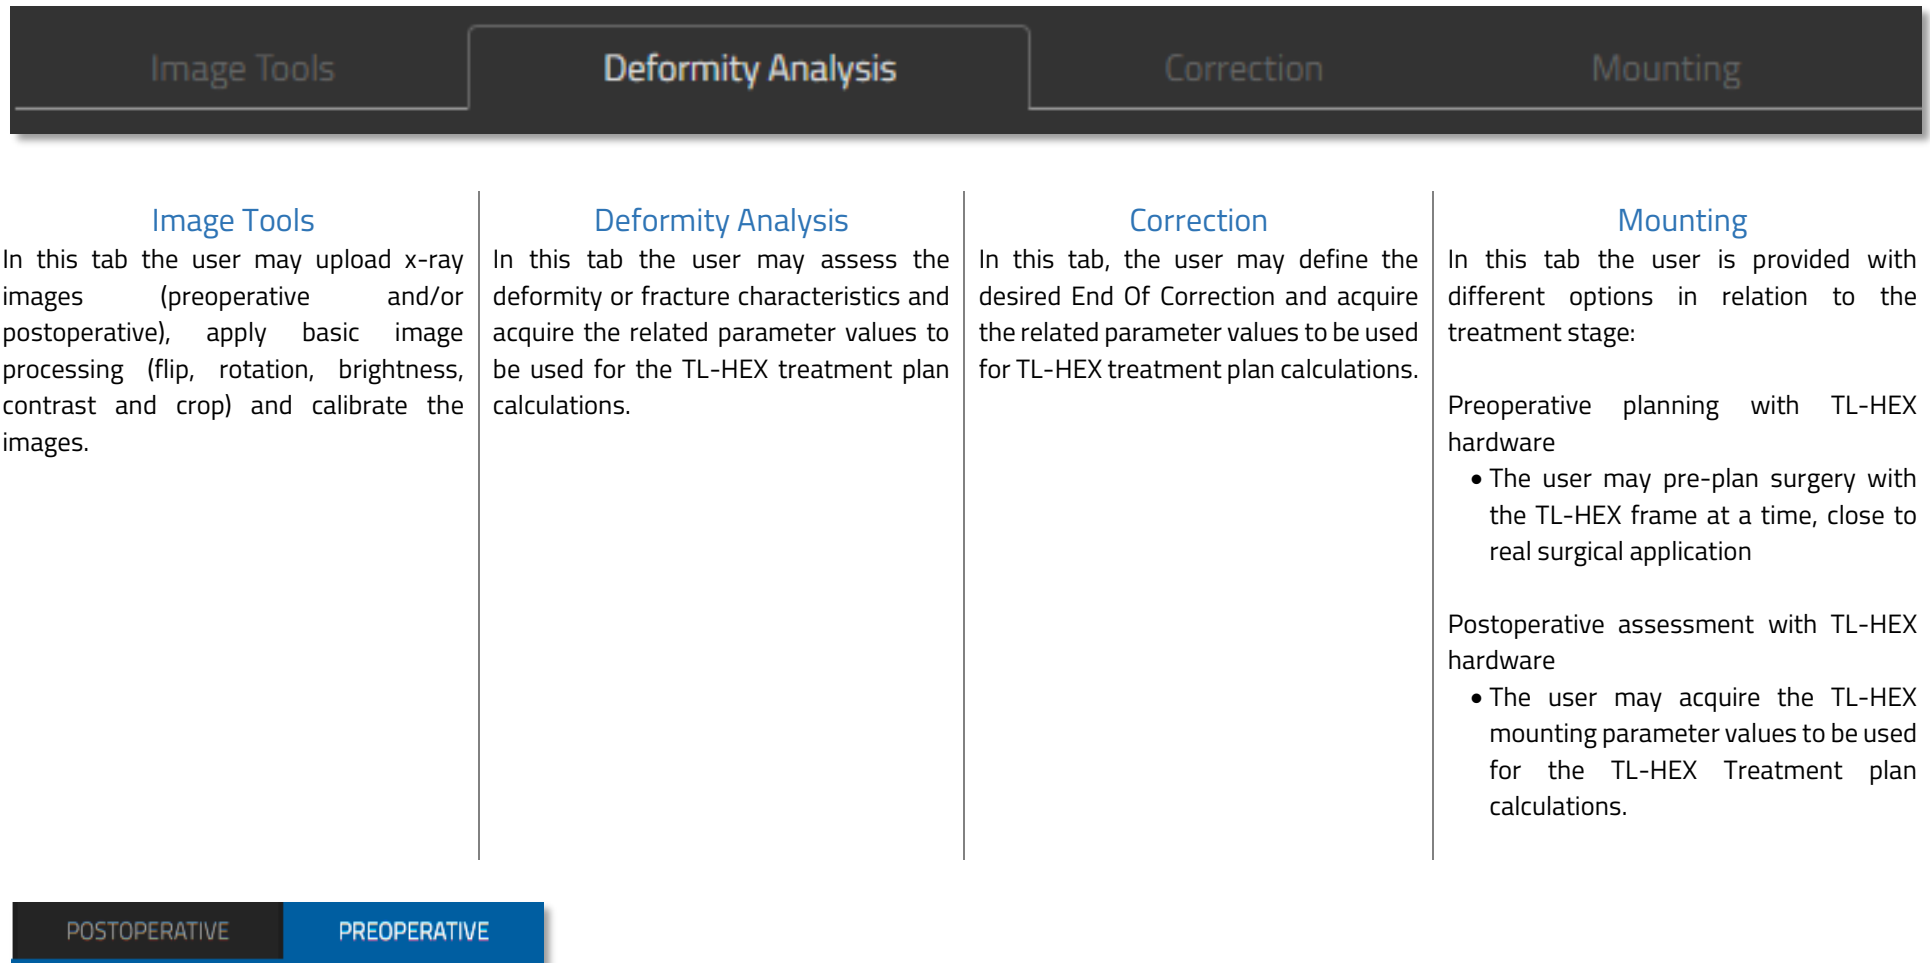 Image Tools
Deformity Analysis
Correction
Mounting
Image Tools
In this tab the user may upload x-ray
images (preoperative and/or
postoperative), apply basic image
processing (flip, rotation, brightness,
contrast and crop) and calibrate the
images.
Deformity Analysis
In this tab the user may assess the
deformity or fracture characteristics and
acquire the related parameter values to
be used for the TL-HEX treatment plan
calculations.
Correction
In this tab, the user may define the
desired End Of Correction and acquire
the related parameter values to be used
for TL-HEX treatment plan calculations.
Mounting
In this tab the user is provided with
different options in relation to the
treatment stage:
Preoperative planning with TL-HEX
hardware
• The user may pre-plan surgery with
the TL-HEX frame at a time, close to
real surgical application
Postoperative assessment with TL-HEX
hardware
• The user may acquire the TL-HEX
mounting parameter values to be used
for the TL-HEX Treatment plan
calculations.
POSTOPERATIVE
PREOPERATIVE